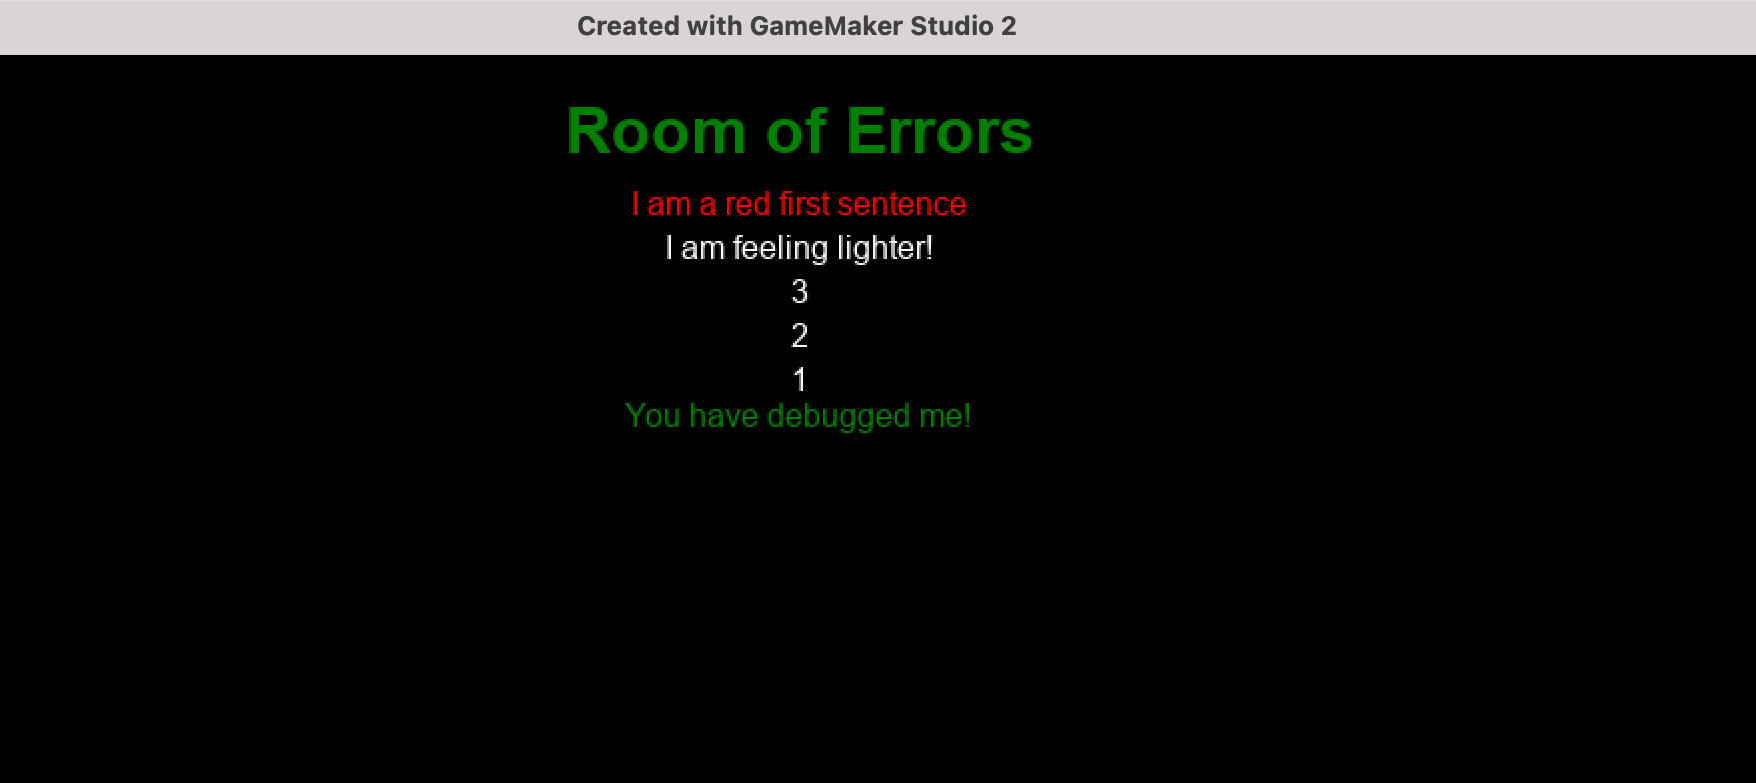 Created with GameMaker Studio 2
Room of Errors
I am a red first sentence
I am feeling lighter!
3
2
1
You have debugged me!